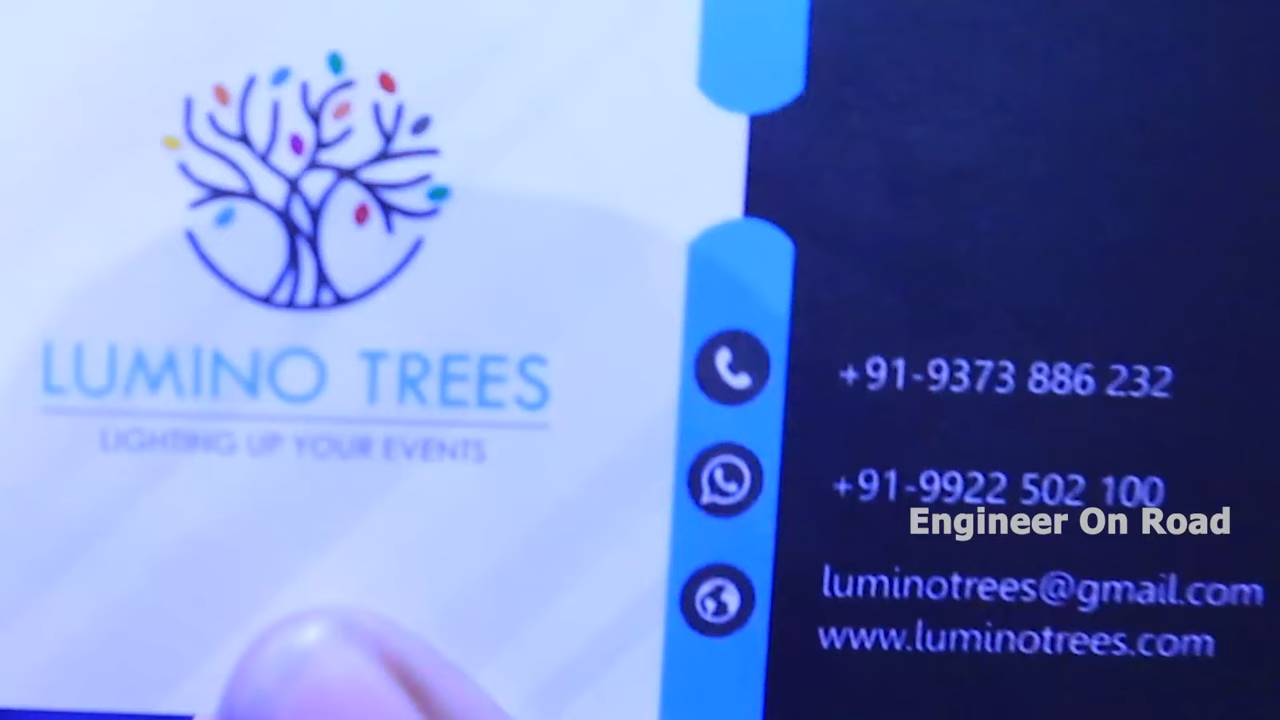 LUMINO TREES
LIGHTING UP YOUR EVENTS
+91-9373 886 232
+91-9922 502 100
Engineer On Road
luminotrees@gmail.com
www.luminotrees.com